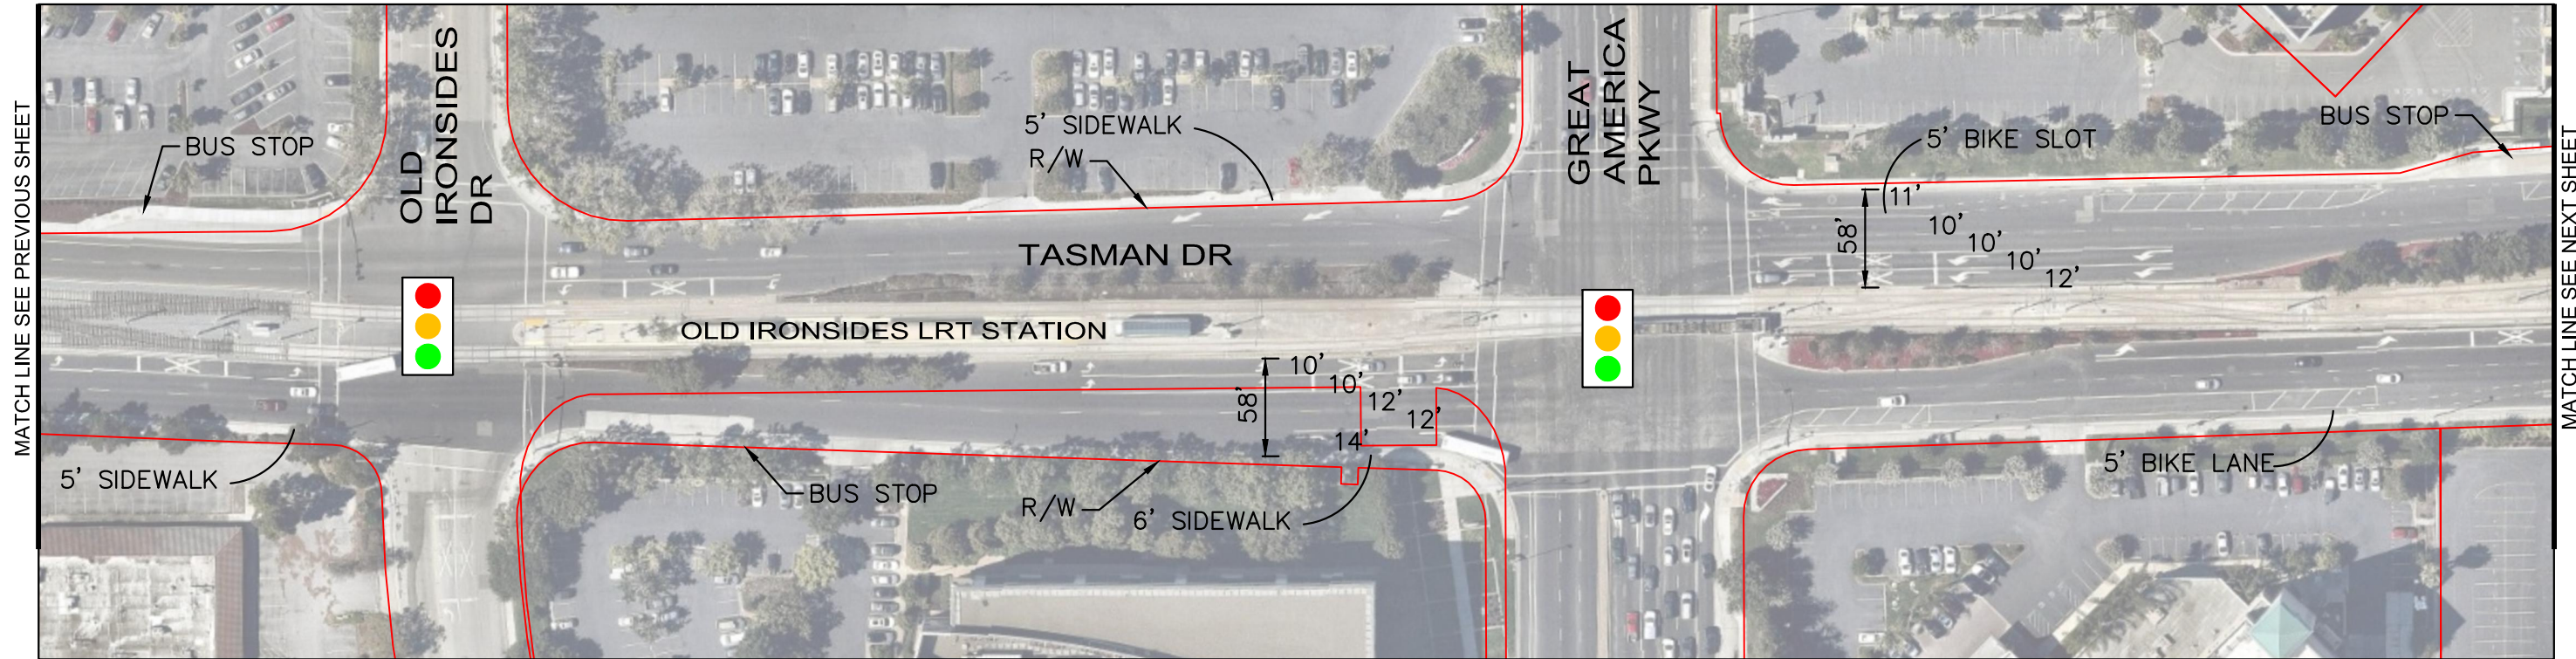 MATCH LINE SEE PREVIOUS SHEET
BUS STOP
OLD
IRONSIDES
DR
5' SIDEWALK
R/W
GREAT
AMERICA
PKWY
5' BIKE SLOT
BUS STOP
11'
58'
10'
10'
10'
12'
TASMAN DR
OLD IRONSIDES LRT STATION
10'
10'
12'
12'
14'
58'
5' SIDEWALK
BUS STOP
R/W
6' SIDEWALK
5' BIKE LANE
MATCH LINE SEE NEXT SHEET